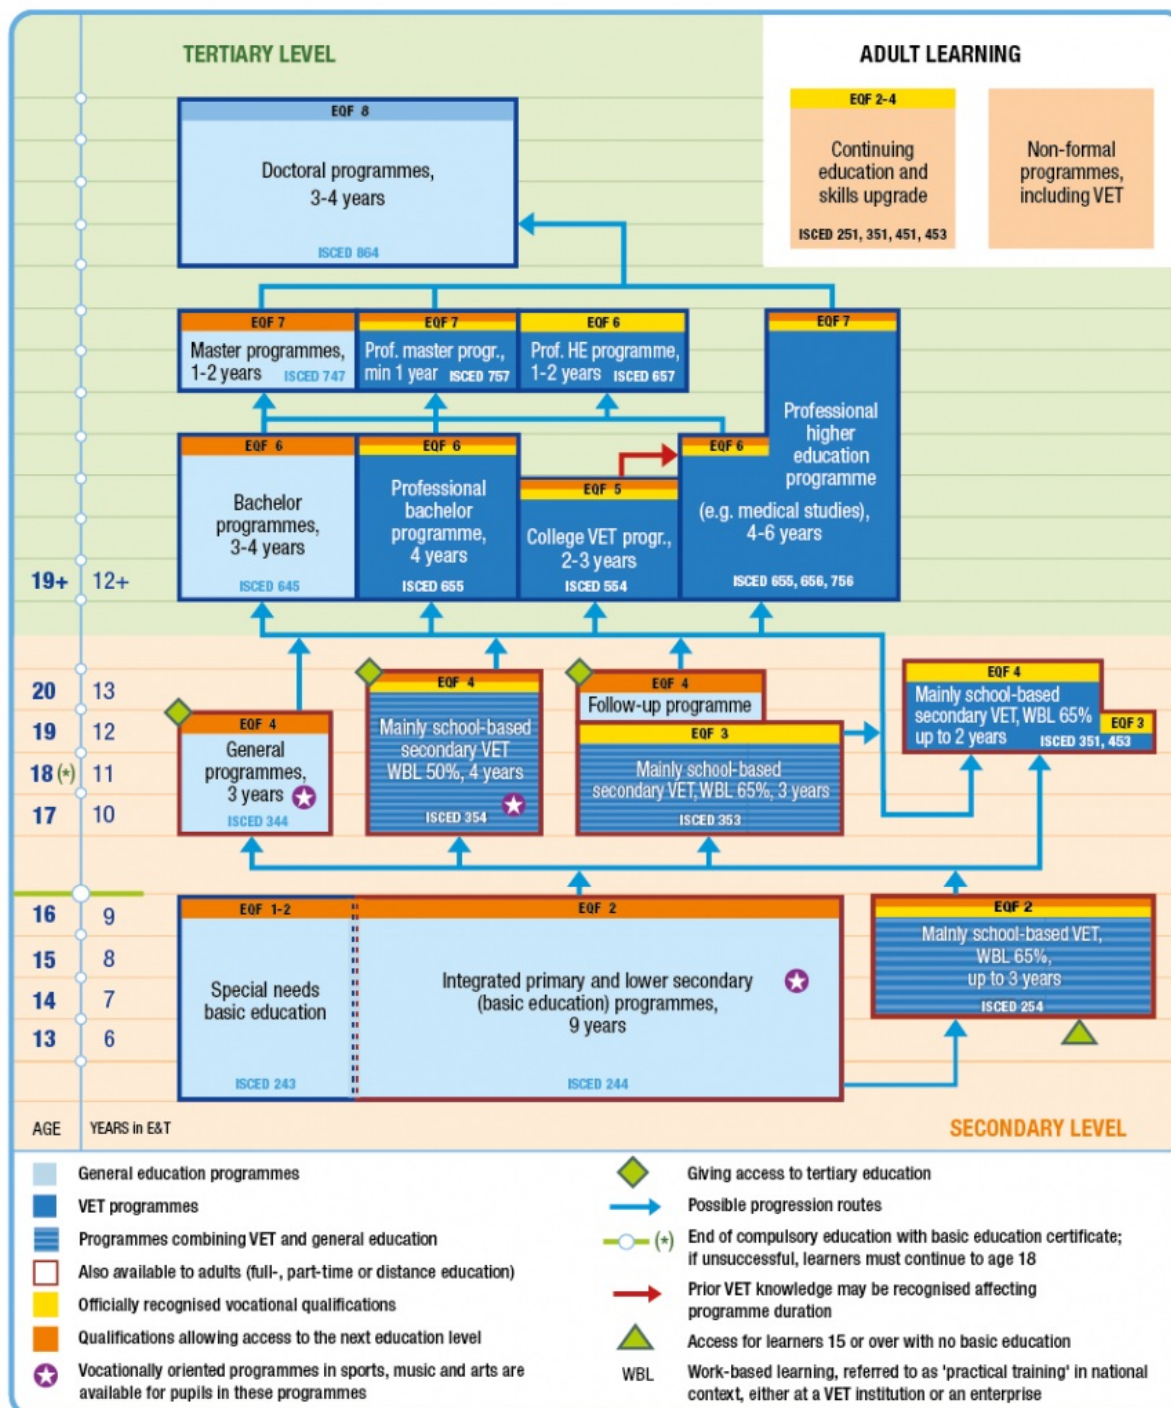 TERTIARY LEVEL
ADULT LEARNING
EQF 2-4
Continuing
education and
skills upgrade
ISCED 251, 351, 451, 453
Non-formal
programmes,
including VET
EQF 8
Doctoral programmes,
3-4 years
ISCED 864
EQF 7
Master programmes,
1-2 years ISCED 747
EQF 7
Prof. master progr.,
min 1 year ISCED 757
EQF 6
Prof. HE programme,
1-2 years ISCED 657
EQF 7
Professional
higher
education
programme
EQF 6
(e.g. medical studies),
4-6 years
ISCED 655, 656, 756
EQF 6
Bachelor
programmes,
3-4 years
ISCED 645
EQF 6
Professional
bachelor
programme,
4 years
ISCED 655
EQF 5
College VET progr.,
2-3 years
ISCED 554
19+ 12+
20 13
19 12
18 (*) 11
17 10
EQF 4
General
programmes,
3 years
ISCED 344
EQF 4
Mainly school-based
secondary VET
WBL 50%, 4 years
ISCED 354
EQF 4
Follow-up programme
EQF 3
Mainly school-based
secondary VET, WBL 65%, 3 years
ISCED 353
EQF 4
Mainly school-based
secondary VET, WBL 65%
up to 2 years ISCED 351, 453
EQF 3
16 9
15 8
14 7
13 6
EQF 1-2
Special needs
basic education
ISCED 243
EQF 2
Integrated primary and lower secondary
(basic education) programmes,
9 years
ISCED 244
EQF 2
Mainly school-based VET,
WBL 65%,
up to 3 years
ISCED 254
AGE YEARS in E&T
SECONDARY LEVEL
General education programmes
VET programmes
Programmes combining VET and general education
Also available to adults (full-, part-time or distance education)
Officially recognised vocational qualifications
Qualifications allowing access to the next education level
Vocationally oriented programmes in sports, music and arts are
available for pupils in these programmes
Giving access to tertiary education
Possible progression routes
(*) End of compulsory education with basic education certificate;
if unsuccessful, learners must continue to age 18
Prior VET knowledge may be recognised affecting
programme duration
Access for learners 15 or over with no basic education
WBL Work-based learning, referred to as 'practical training' in national
context, either at a VET institution or an enterprise